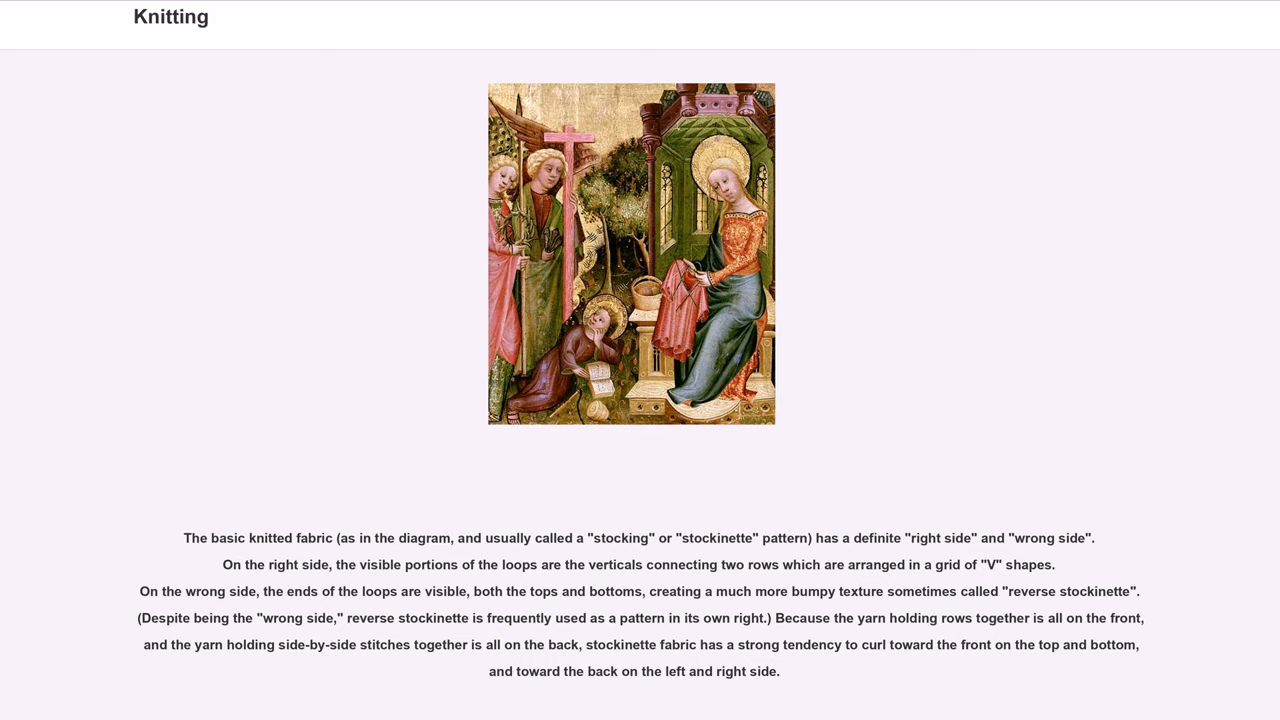 Knitting
The basic knitted fabric (as in the diagram, and usually called a "stocking" or "stockinette" pattern) has a definite "right side" and "wrong side".
On the right side, the visible portions of the loops are the verticals connecting two rows which are arranged in a grid of "V" shapes.
On the wrong side, the ends of the loops are visible, both the tops and bottoms, creating a much more bumpy texture sometimes called "reverse stockinette".
(Despite being the "wrong side," reverse stockinette is frequently used as a pattern in its own right.) Because the yarn holding rows together is all on the front,
and the yarn holding side-by-side stitches together is all on the back, stockinette fabric has a strong tendency to curl toward the front on the top and bottom,
and toward the back on the left and right side.